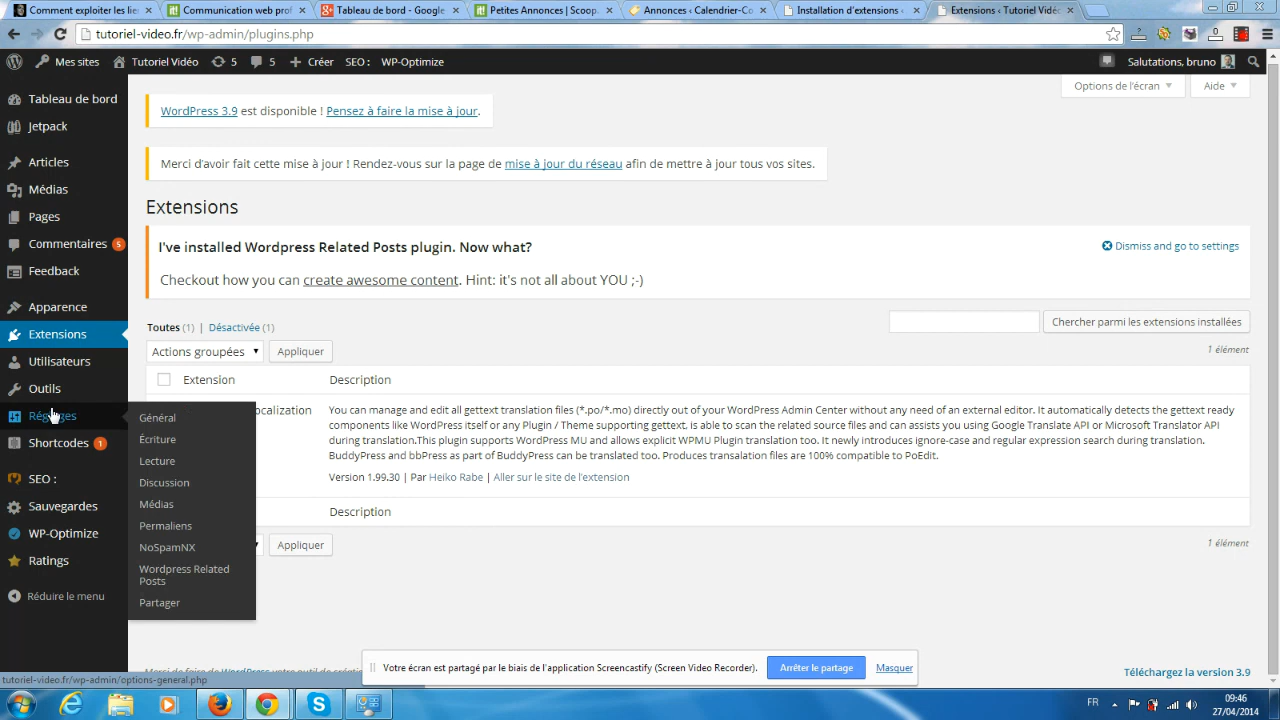 Comment exploiter les lien
Communication web prof
Tableau de bord - Google
Petites Annonces | Scoop.
Annonces ‹ Calendrier-Co
Installation d'extensions ‹
Extensions ‹ Tutoriel Vidé
tutoriel-video.fr/wp-admin/plugins.php
Mes sites
Tutoriel Vidéo
5
5
Créer
SEO :
WP-Optimize
Salutations, bruno
Tableau de bord
Jetpack
Articles
Médias
Pages
Commentaires 5
Feedback
Apparence
Extensions
Utilisateurs
Outils
Réglages
Shortcodes 1
SEO :
Sauvegardes
WP-Optimize
Ratings
Réduire le menu
Général
Écriture
Lecture
Discussion
Médias
Permaliens
NoSpamNX
Wordpress Related
Posts
Partager
Options de l'écran
Aide
WordPress 3.9 est disponible ! Pensez à faire la mise à jour.
Merci d'avoir fait cette mise à jour ! Rendez-vous sur la page de mise à jour du réseau afin de mettre à jour tous vos sites.
Extensions
I've installed Wordpress Related Posts plugin. Now what?
Dismiss and go to settings
Checkout how you can create awesome content. Hint: it's not all about YOU ;-)
Toutes (1) | Désactivée (1)
Chercher parmi les extensions installées
Actions groupées
Appliquer
1 élément
Extension
Description
ocalization
You can manage and edit all gettext translation files (*.po/*.mo) directly out of your WordPress Admin Center without any need of an external editor. It automatically detects the gettext ready
components like WordPress itself or any Plugin / Theme supporting gettext, is able to scan the related source files and can assists you using Google Translate API or Microsoft Translator API
during translation.This plugin supports WordPress MU and allows explicit WPMU Plugin translation too. It newly introduces ignore-case and regular expression search during translation.
BuddyPress and bbPress as part of BuddyPress can be translated too. Produces transalation files are 100% compatible to PoEdit.
Version 1.99.30 | Par Heiko Rabe | Aller sur le site de l'extension
Description
Appliquer
1 élément
Merci de faire de WordPress votre outil de
Votre écran est partagé par le biais de l'application Screencastify (Screen Video Recorder).
Arrêter le partage
Masquer
Téléchargez la version 3.9
tutoriel-video.fr/wp-admin/options-general.php
FR
09:46
27/04/2014